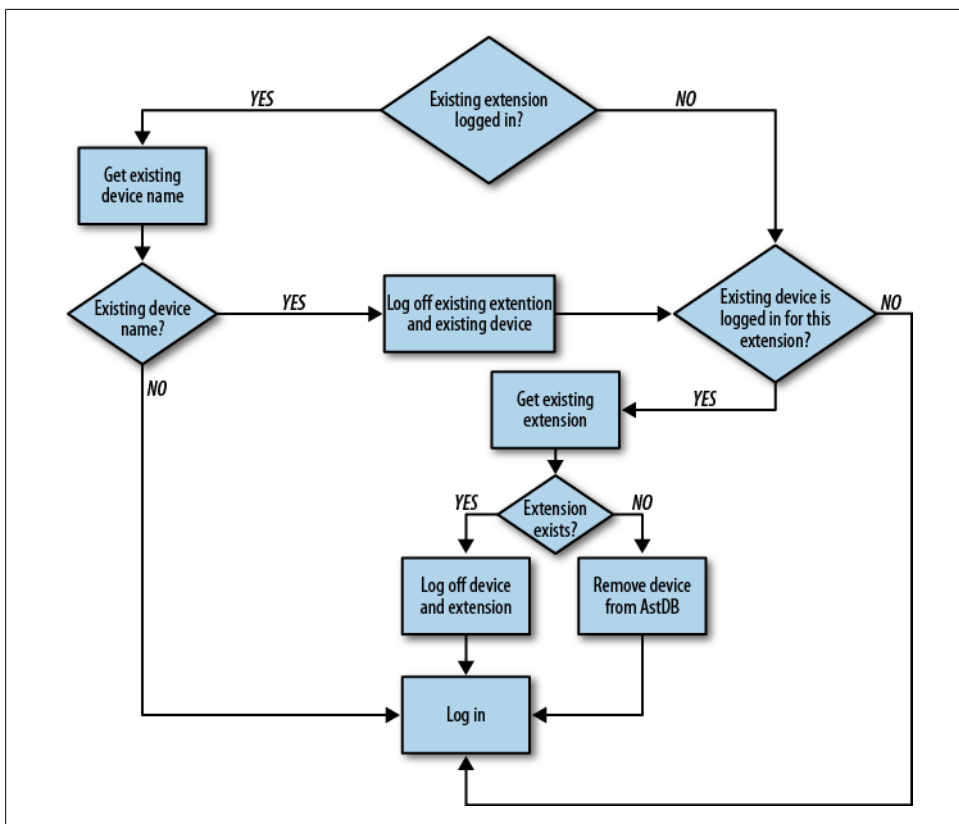 Existing extension
logged in?
YES
NO
Get existing
device name
Existing device
name?
YES
NO
Log off existing extention
and existing device
Existing device is
logged in for this
extension?
NO
YES
Get existing
extension
Extension
exists?
YES
NO
Log off device
and extension
Remove device
from AstDB
Log in